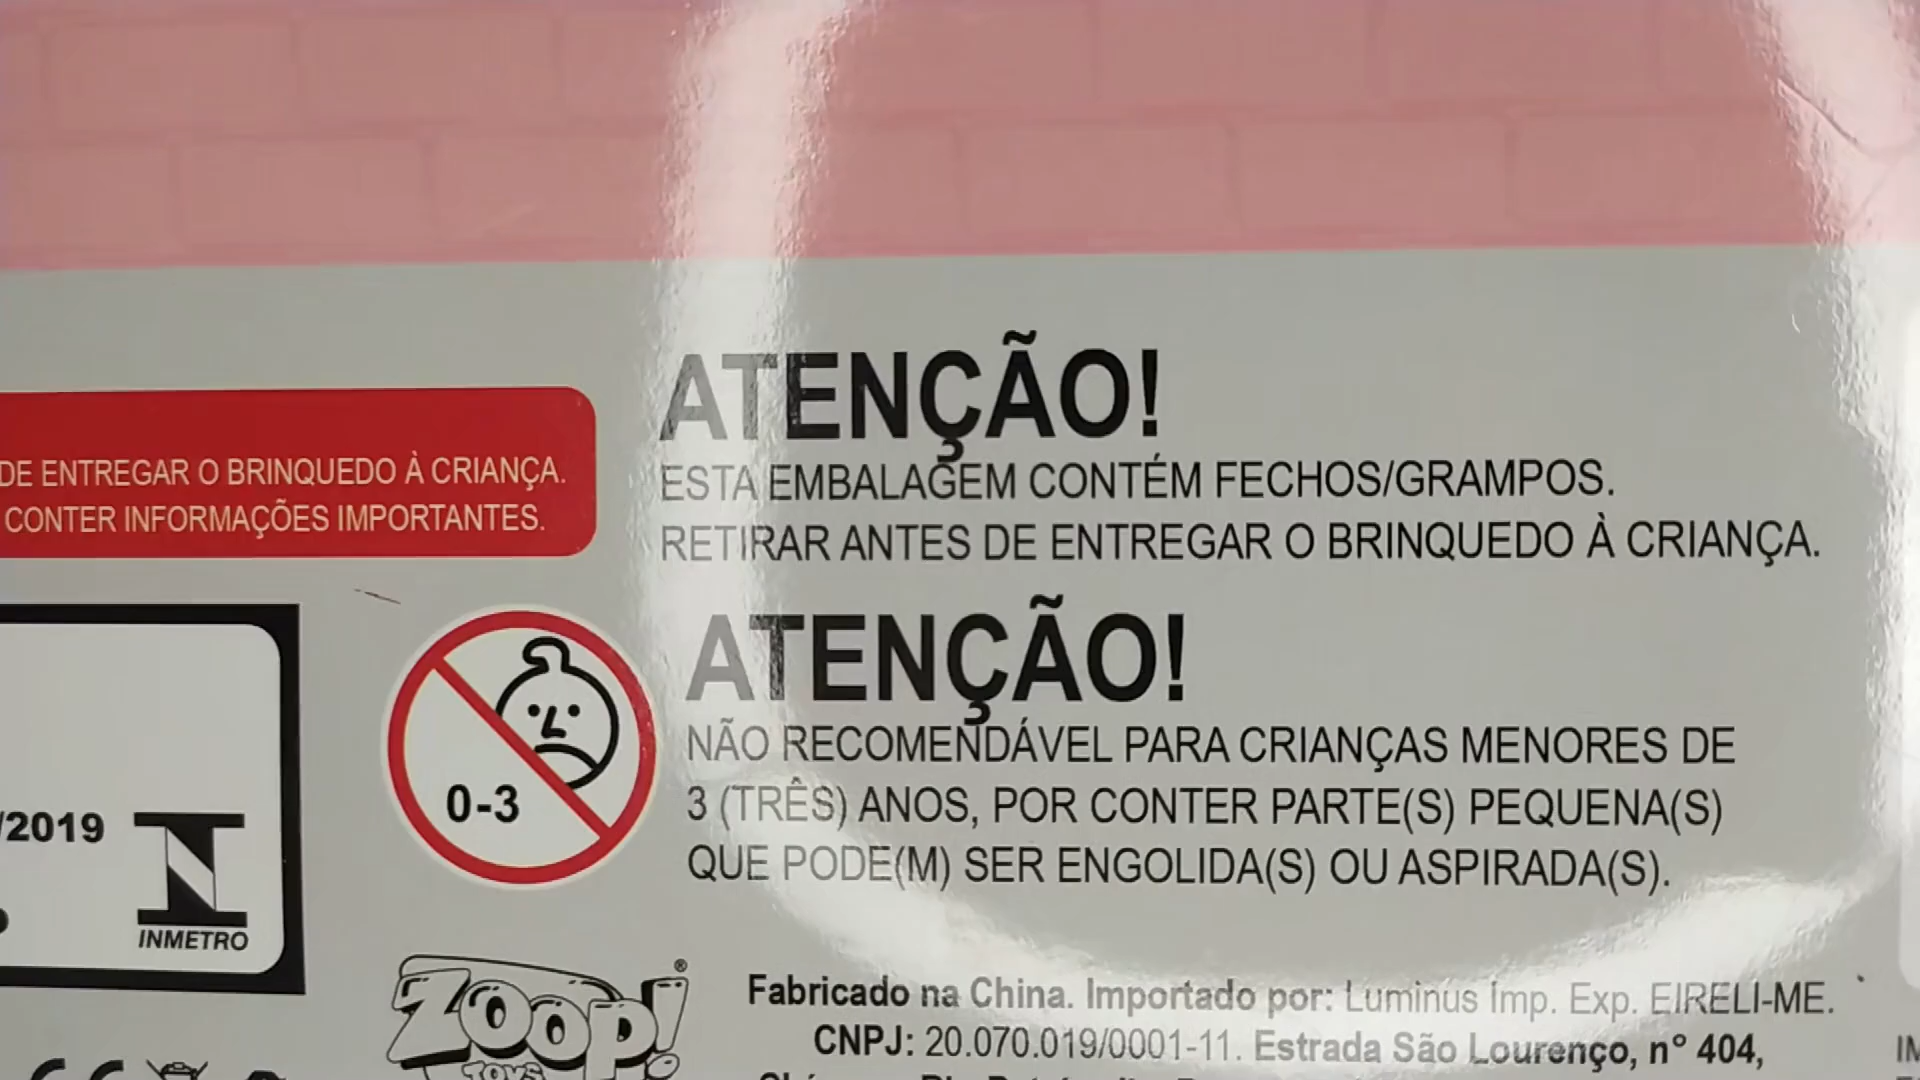 ATENÇÃO!
ESTA EMBALAGEM CONTÉM FECHOS/GRAMPOS.
RETIRAR ANTES DE ENTREGAR O BRINQUEDO À CRIANÇA.
DE ENTREGAR O BRINQUEDO À CRIANÇA.
CONTER INFORMAÇÕES IMPORTANTES.
ATENÇÃO!
NÃO RECOMENDÁVEL PARA CRIANÇAS MENORES DE
3 (TRÊS) ANOS, POR CONTER PARTE(S) PEQUENA(S)
QUE PODE(M) SER ENGOLIDA(S) OU ASPIRADA(S).
0-3
/2019
INMETRO
ZOOP!®
TOYS
Fabricado na China. Importado por: Luminus Imp. Exp. EIRELI-ME.
CNPJ: 20.070.019/0001-11. Estrada São Lourenço, nº 404,